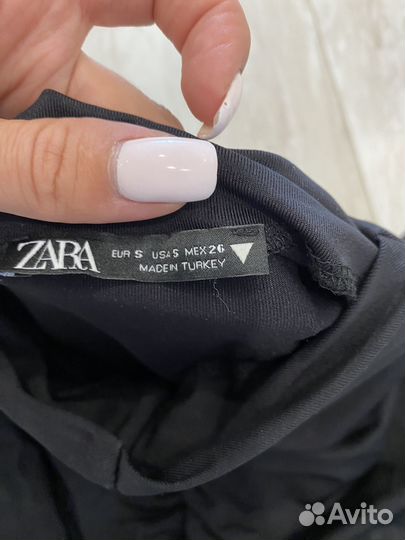 ZARA
EUR S USA S MEX 26
MADE IN TURKEY
Avito